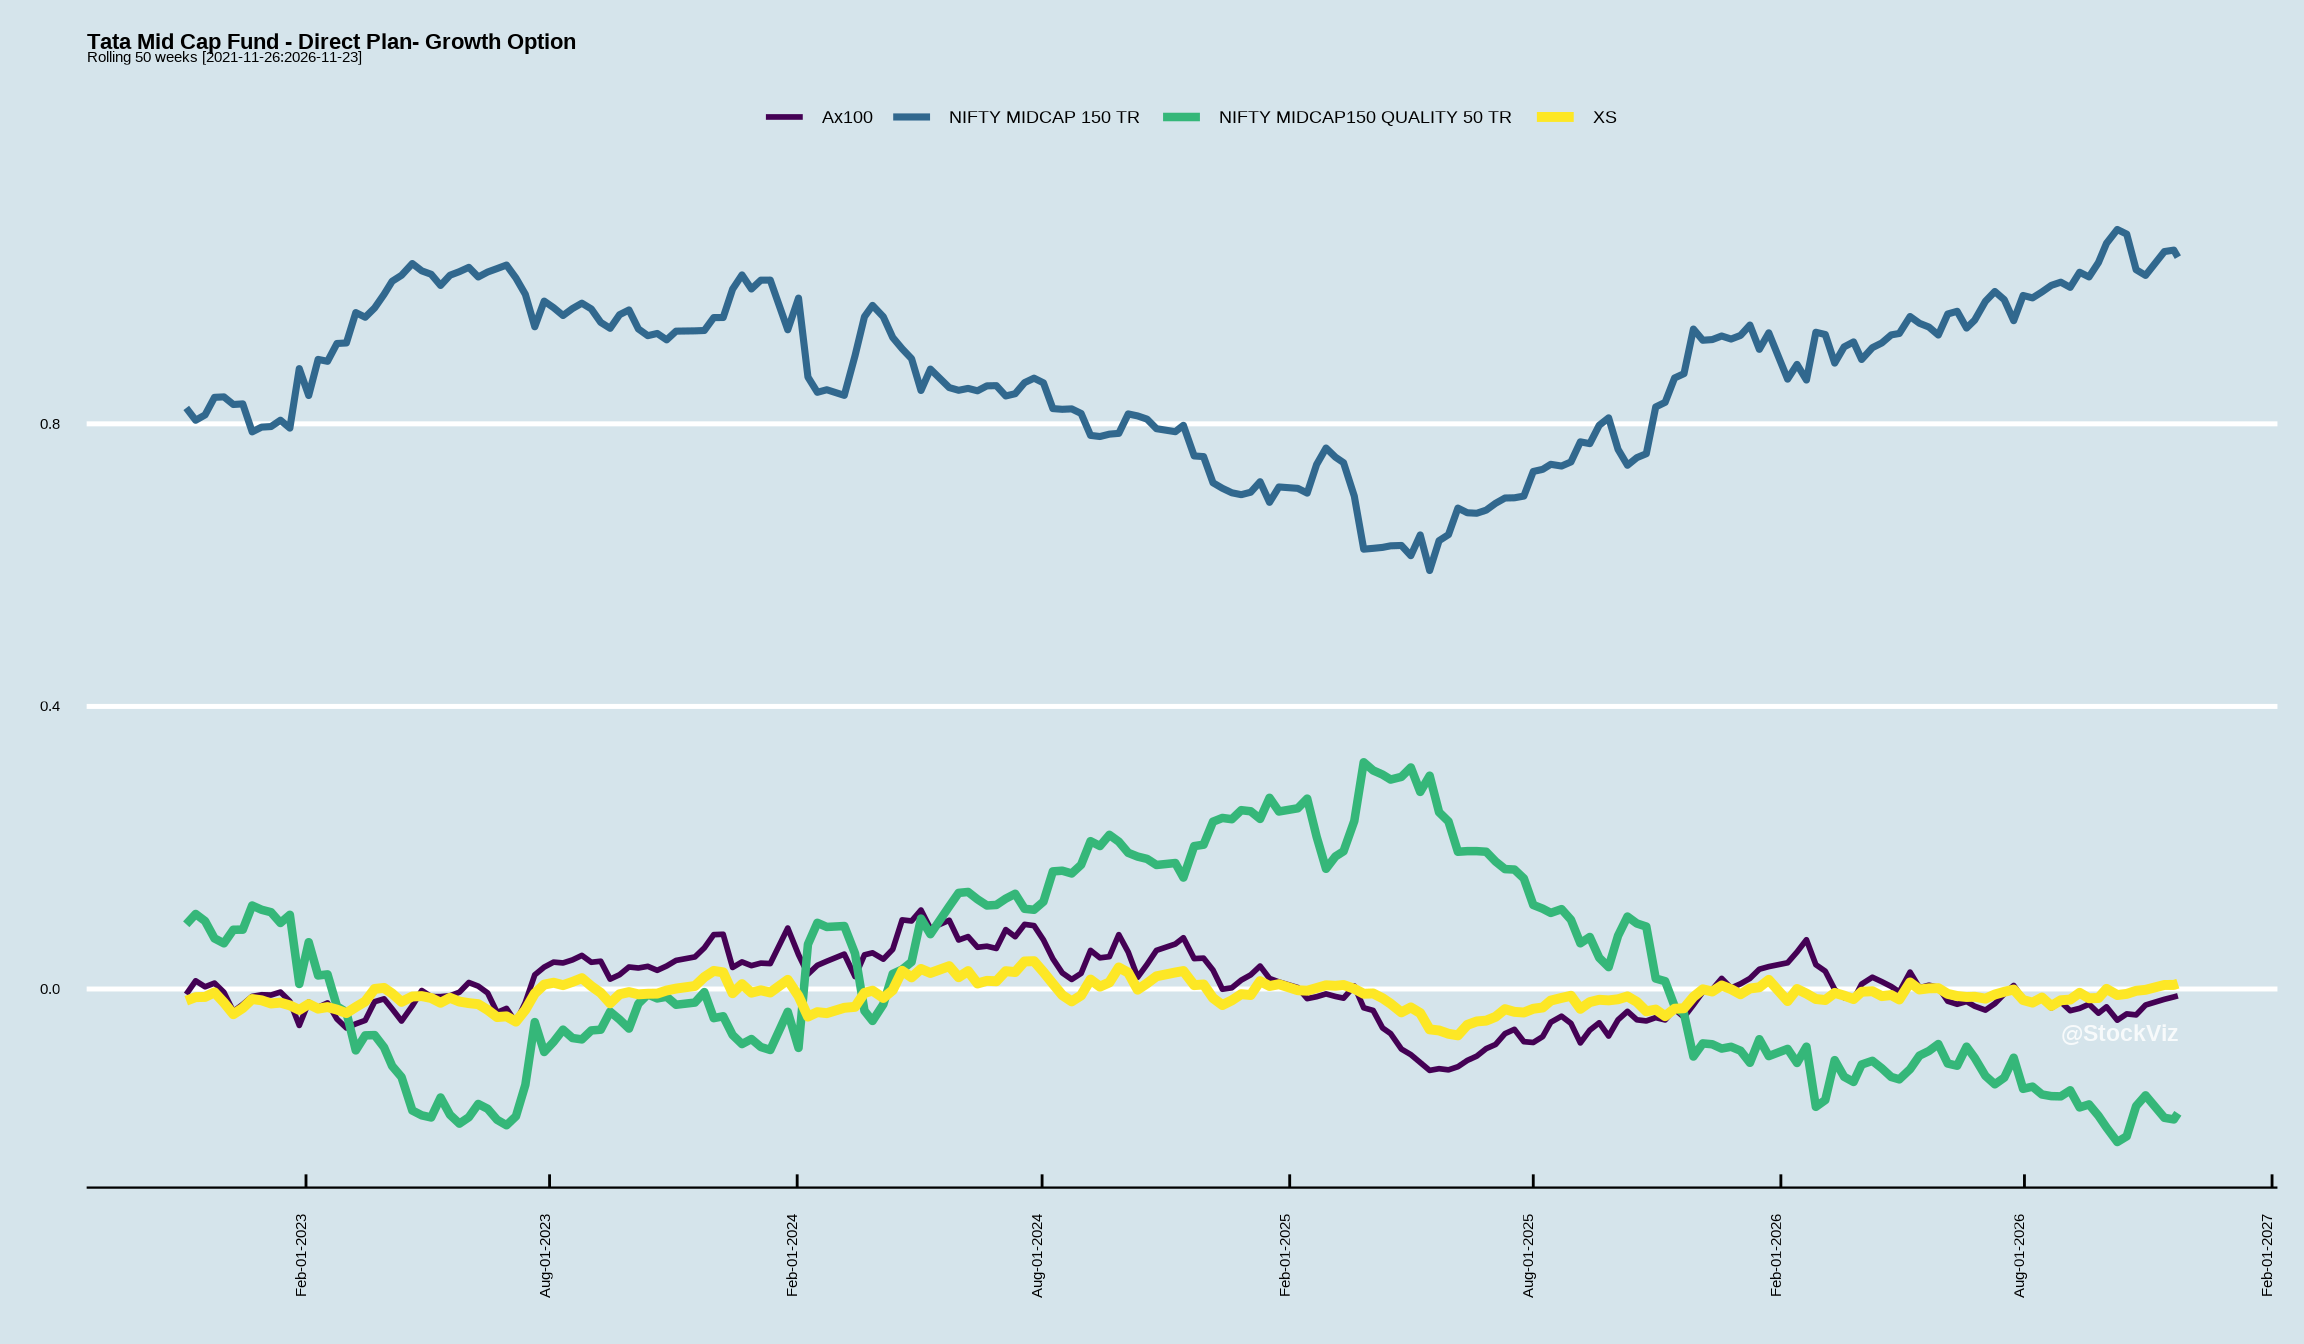 Tata Mid Cap Fund - Direct Plan- Growth Option
Rolling 50 weeks [2021-11-26:2026-11-23]
Ax100 NIFTY MIDCAP 150 TR NIFTY MIDCAP150 QUALITY 50 TR XS
0.8
0.4
0.0
@StockViz
Feb-01-2023 Aug-01-2023 Feb-01-2024 Aug-01-2024 Feb-01-2025 Aug-01-2025 Feb-01-2026 Aug-01-2026 Feb-01-2027